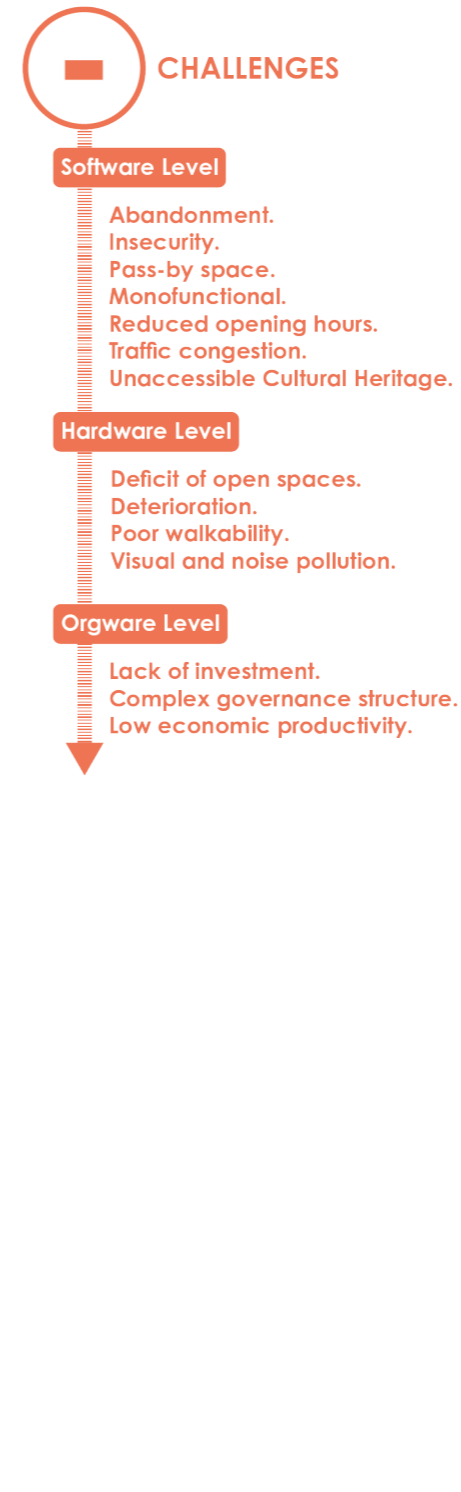 CHALLENGES
Software Level
Abandonment.
Insecurity.
Pass-by space.
Monofunctional.
Reduced opening hours.
Traffic congestion.
Unaccessible Cultural Heritage.
Hardware Level
Deficit of open spaces.
Deterioration.
Poor walkability.
Visual and noise pollution.
Orgware Level
Lack of investment.
Complex governance structure.
Low economic productivity.